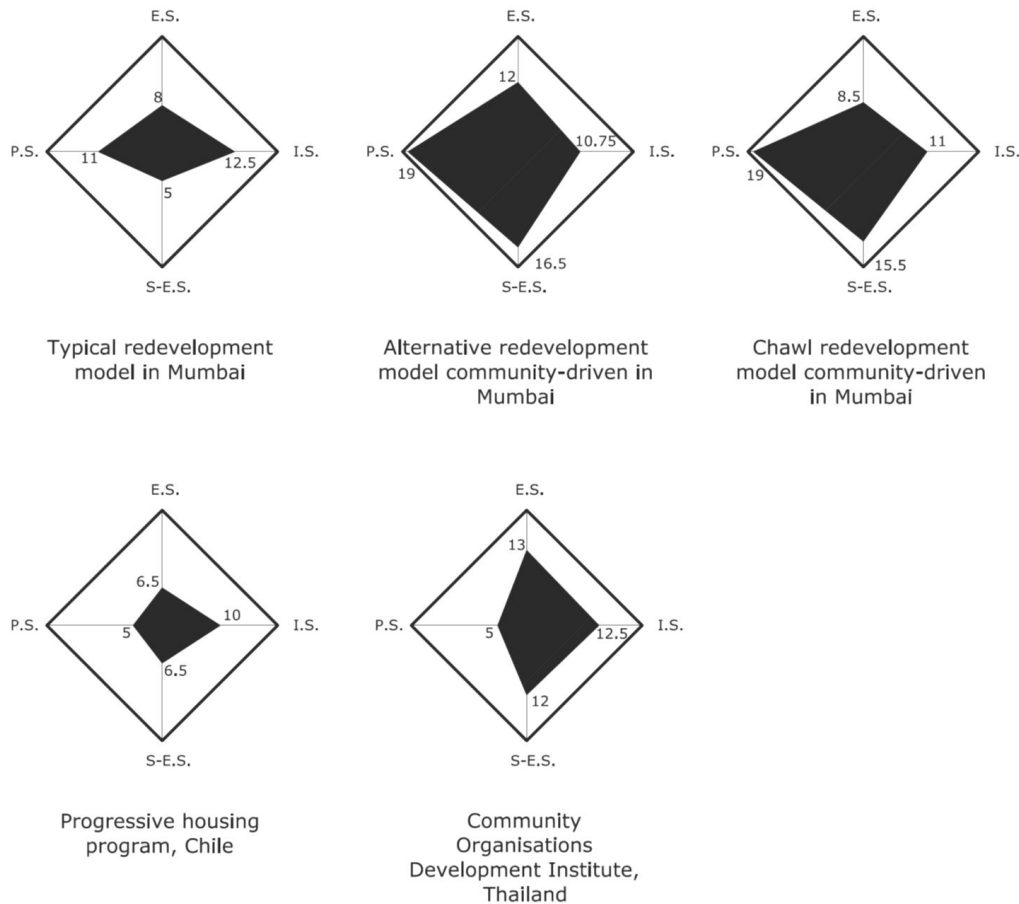 E.S.
8
P.S.
11
12.5
I.S.
5
S-E.S.
Typical redevelopment
model in Mumbai
E.S.
12
10.75
P.S.
I.S.
19
16.5
S-E.S.
Alternative redevelopment
model community-driven in
Mumbai
E.S.
8.5
11
P.S.
I.S.
19
15.5
S-E.S.
Chawl redevelopment
model community-driven
in Mumbai
E.S.
6.5
10
P.S.
5
I.S.
6.5
S-E.S.
Progressive housing
program, Chile
E.S.
13
P.S.
5
12.5
I.S.
12
S-E.S.
Community
Organisations
Development Institute,
Thailand